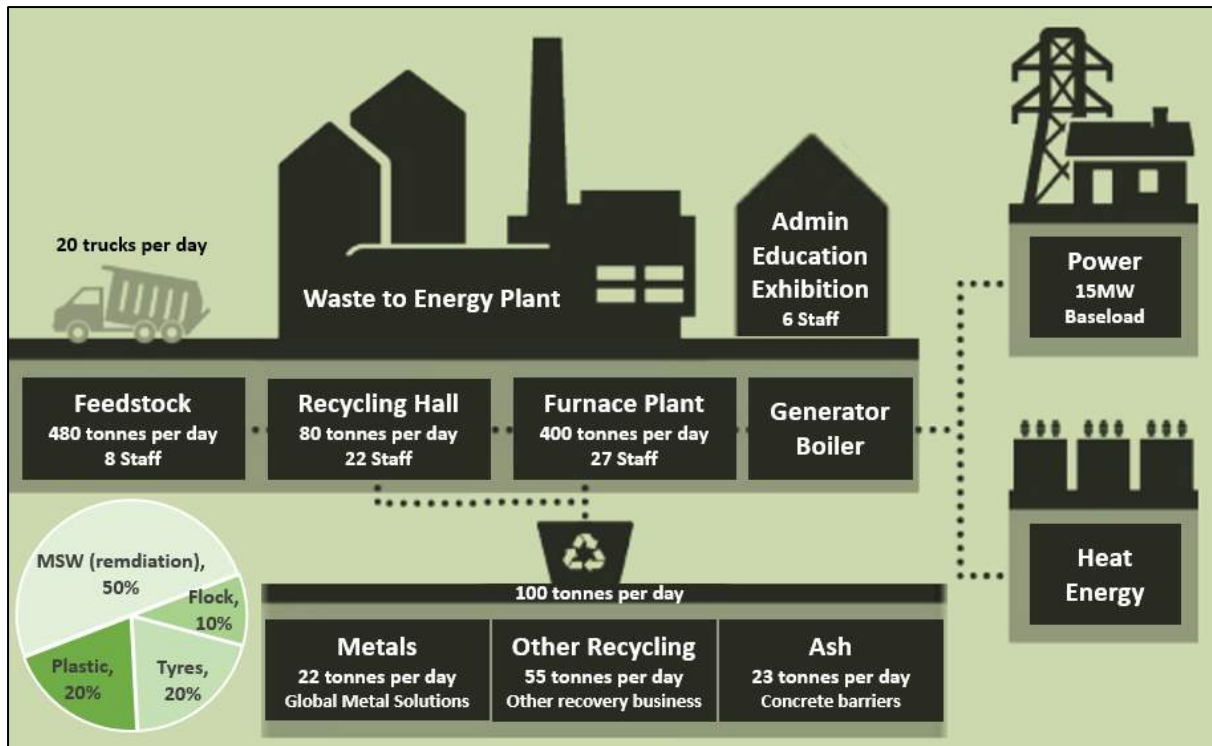 20 trucks per day
Waste to Energy Plant
Admin
Education
Exhibition
6 Staff
Power
15MW
Baseload
Feedstock
480 tonnes per day
8 Staff
Recycling Hall
80 tonnes per day
22 Staff
Furnace Plant
400 tonnes per day
27 Staff
Generator
Boiler
Heat
Energy
MSW (remdiation),
50%
Flock,
10%
Plastic,
20%
Tyres,
20%
100 tonnes per day
Metals
22 tonnes per day
Global Metal Solutions
Other Recycling
55 tonnes per day
Other recovery business
Ash
23 tonnes per day
Concrete barriers